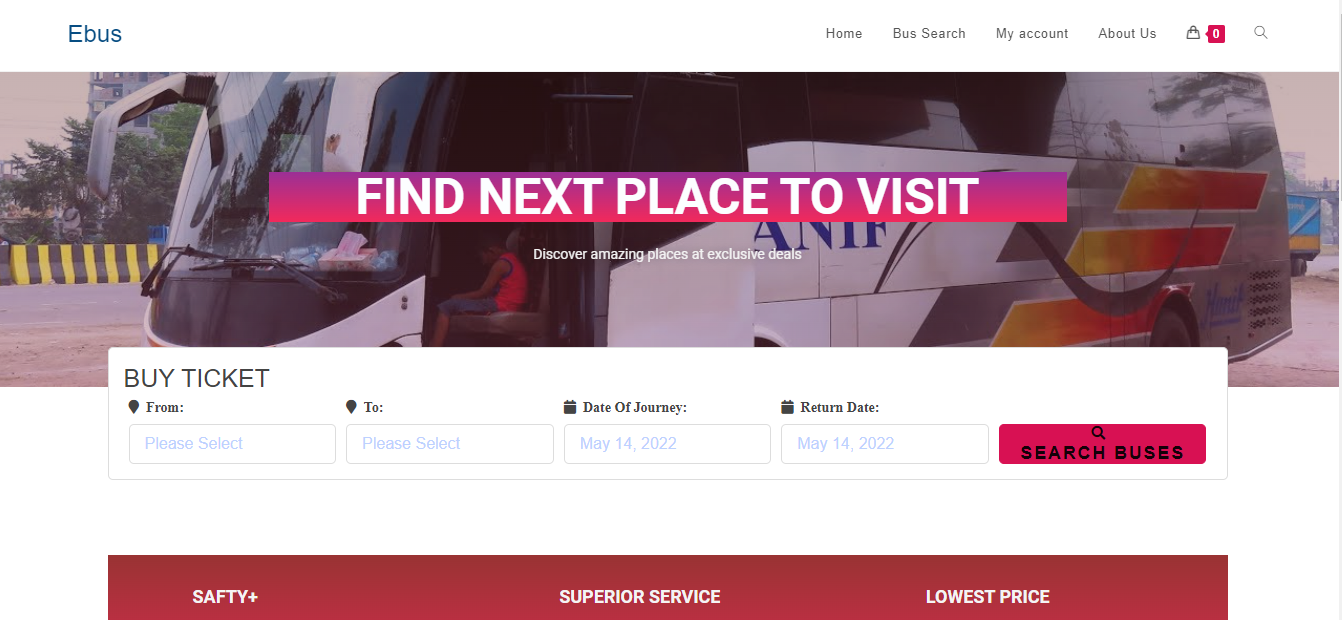 Ebus
Home Bus Search My account About Us 0
FIND NEXT PLACE TO VISIT
ANIF
Discover amazing places at exclusive deals
Hanif
BUY TICKET
From: To: Date Of Journey: Return Date:
Please Select Please Select May 14, 2022 May 14, 2022
SEARCH BUSES
SAFTY+ SUPERIOR SERVICE LOWEST PRICE